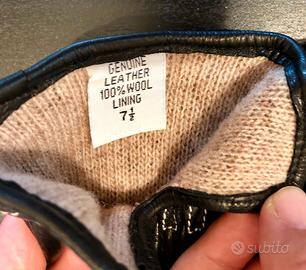 GENUINE
LEATHER
100% WOOL
LINING
7½
subito